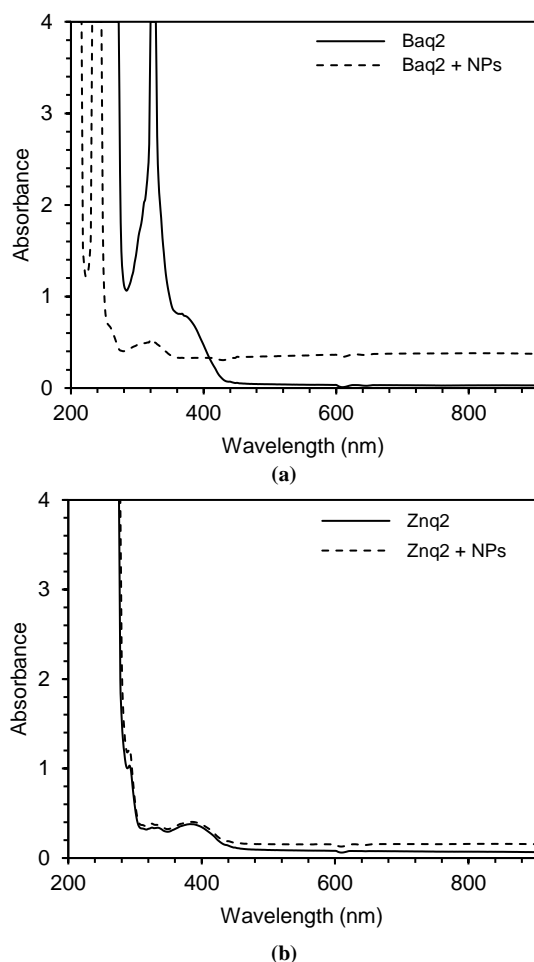 4
3
2
1
0
Absorbance
Baq2
Baq2 + NPs
200 400 600 800
Wavelength (nm)
(a)
4
3
2
1
0
Absorbance
Znq2
Znq2 + NPs
200 400 600 800
Wavelength (nm)
(b)